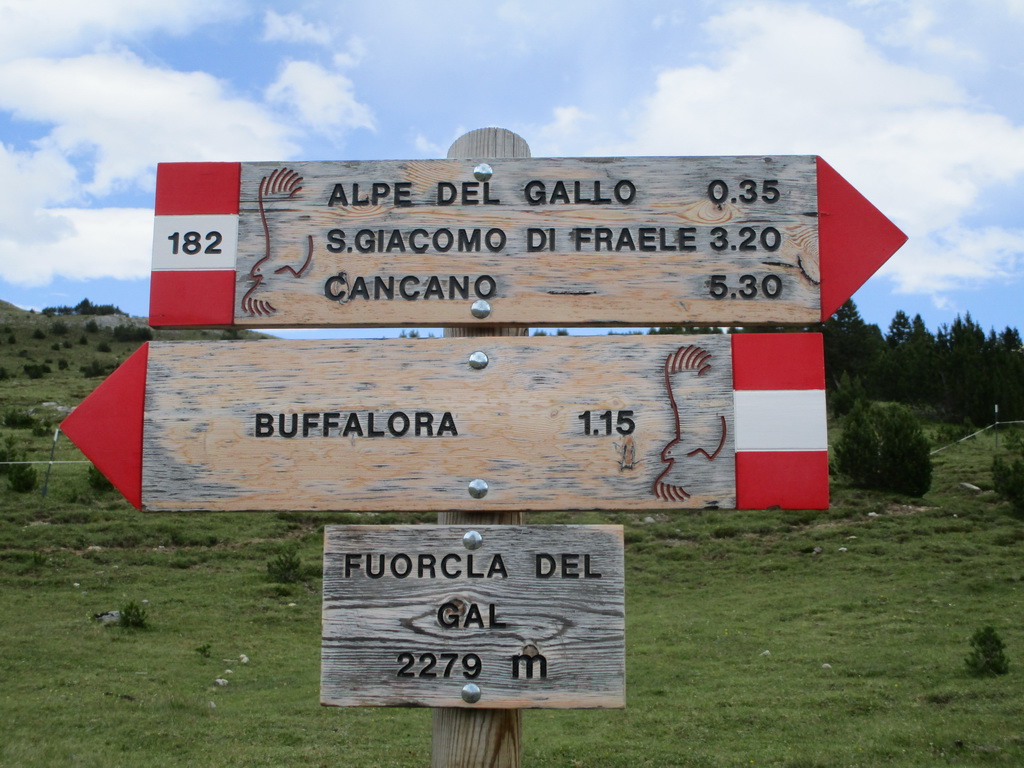 182
ALPE DEL GALLO 0.35
S.GIACOMO DI FRAELE 3.20
CANCANO 5.30
BUFFALORA 1.15
FUORCLA DEL
GAL
2279 m